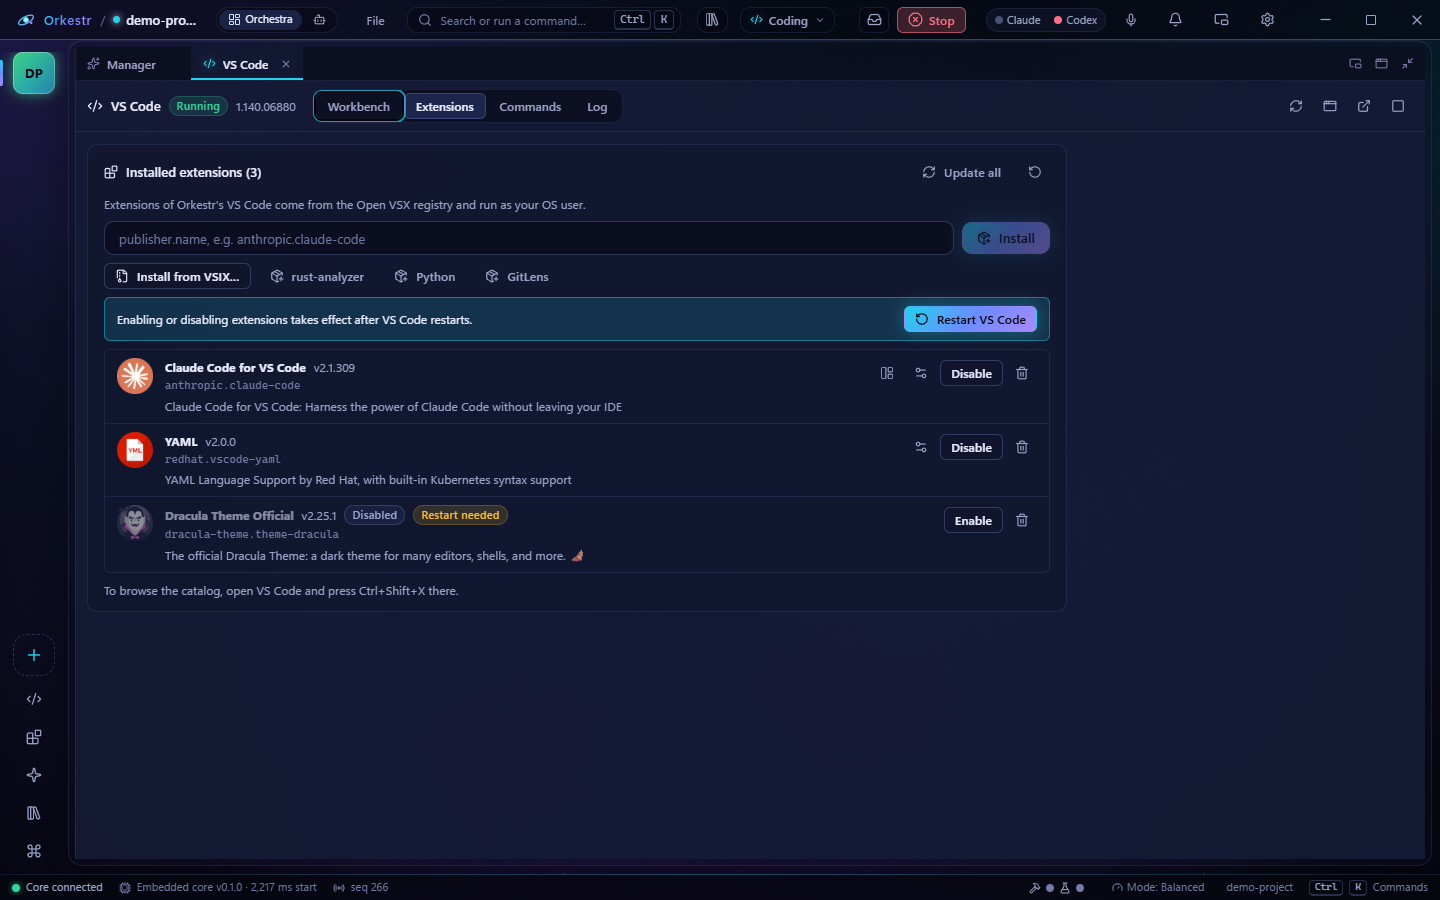 Orkestr / demo-pro... Orchestra File Search or run a command... Ctrl K Coding Stop Claude Codex
DP
Manager VS Code
VS Code Running 1.140.06880 Workbench Extensions Commands Log
Installed extensions (3) Update all
Extensions of Orkestr's VS Code come from the Open VSX registry and run as your OS user.
publisher.name, e.g. anthropic.claude-code Install
Install from VSIX... rust-analyzer Python GitLens
Enabling or disabling extensions takes effect after VS Code restarts. Restart VS Code
Claude Code for VS Code v2.1.309 Disable
anthropic.claude-code
Claude Code for VS Code: Harness the power of Claude Code without leaving your IDE
YML
YAML v2.0.0 Disable
redhat.vscode-yaml
YAML Language Support by Red Hat, with built-in Kubernetes syntax support
Dracula Theme Official v2.25.1 Disabled Restart needed Enable
dracula-theme.theme-dracula
The official Dracula Theme: a dark theme for many editors, shells, and more.
To browse the catalog, open VS Code and press Ctrl+Shift+X there.
Core connected Embedded core v0.1.0 · 2,217 ms start seq 266 Mode: Balanced demo-project Ctrl K Commands